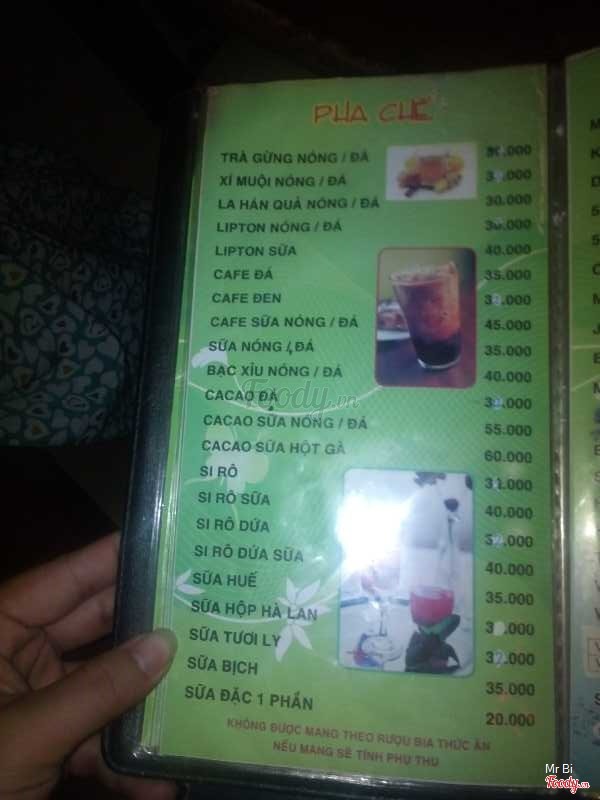 PHA CHẾ
TRÀ GỪNG NÓNG / ĐÁ
XÍ MUỘI NÓNG / ĐÁ
LA HÁN QUẢ NÓNG / ĐÁ 30.000
LIPTON NÓNG / ĐÁ
LIPTON SỮA 40.000
CAFE ĐÁ 35.000
CAFE ĐEN
CAFE SỮA NÓNG / ĐÁ 45.000
SỮA NÓNG / ĐÁ 35.000
BẠC XỈU NÓNG / ĐÁ 40.000
CACAO ĐÁ
CACAO SỮA NÓNG / ĐÁ 55.000
CACAO SỮA HỘT GÀ 60.000
SI RÔ
SI RÔ SỮA 40.000
SI RÔ DỨA
SI RÔ DỨA SỮA 40.000
SỮA HUẾ 35.000
SỮA HỘP HÀ LAN
SỮA TƯƠI LY
SỮA BỊCH 35.000
SỮA ĐẶC 1 PHẦN 20.000
KHÔNG ĐƯỢC MANG THEO RƯỢU BIA THỨC ĂN
NẾU MANG SẼ TÍNH PHỤ THU
Foody.vn
Mr Bi
Foody.vn